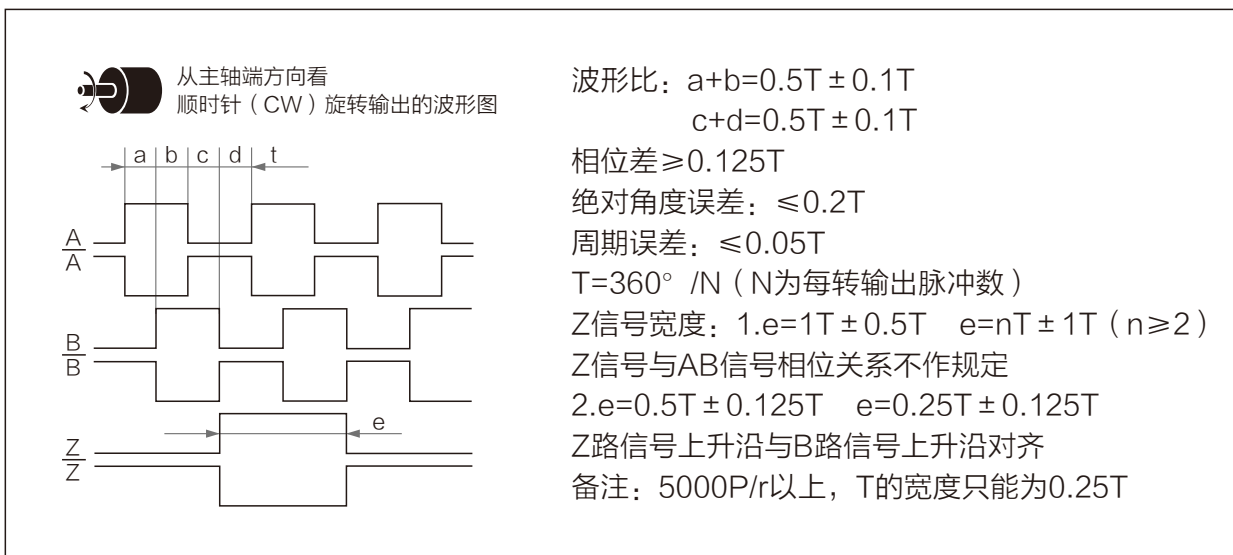 从主轴端方向看
顺时针（CW）旋转输出的波形图
a b c d t
A
A
B
B
e
Z
Z
波形比：a+b=0.5T±0.1T
c+d=0.5T±0.1T
相位差≥0.125T
绝对角度误差：≤0.2T
周期误差：≤0.05T
T=360°/N（N为每转输出脉冲数）
Z信号宽度：1.e=1T±0.5T e=nT±1T（n≥2）
Z信号与AB信号相位关系不作规定
2.e=0.5T±0.125T e=0.25T±0.125T
Z路信号上升沿与B路信号上升沿对齐
备注：5000P/r以上，T的宽度只能为0.25T